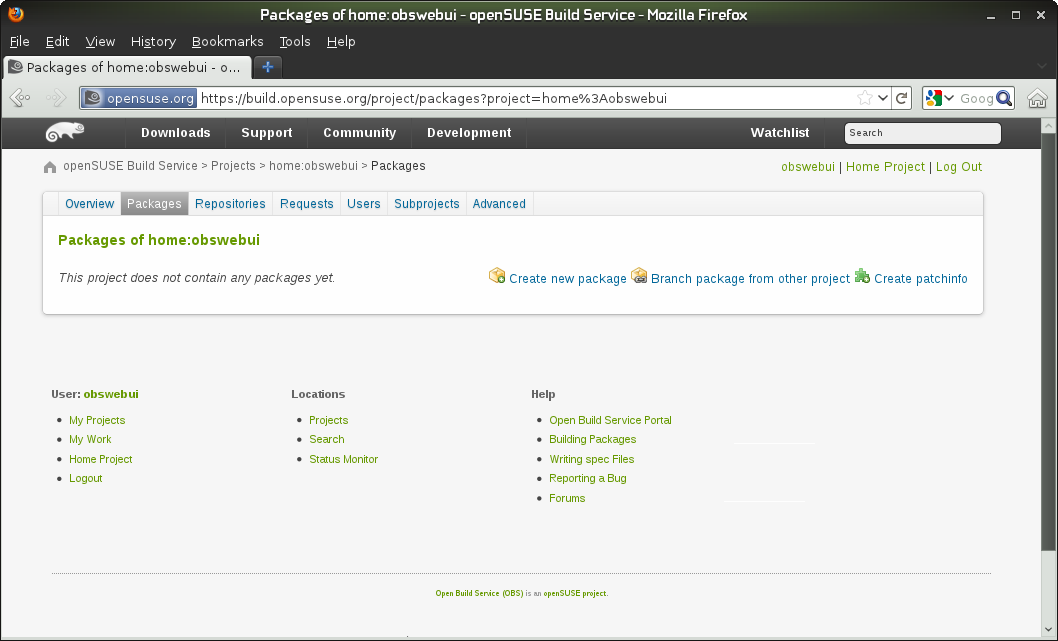 Packages of home:obswebui - openSUSE Build Service - Mozilla Firefox
File Edit View History Bookmarks Tools Help
Packages of home:obswebui - o...
opensuse.org https://build.opensuse.org/project/packages?project=home%3Aobswebui Goog
Downloads Support Community Development Watchlist Search
openSUSE Build Service > Projects > home:obswebui > Packages obswebui | Home Project | Log Out
Overview Packages Repositories Requests Users Subprojects Advanced
Packages of home:obswebui
This project does not contain any packages yet. Create new package Branch package from other project Create patchinfo
User: obswebui Locations Help
My Projects Projects Open Build Service Portal
My Work Search Building Packages
Home Project Status Monitor Writing spec Files
Logout Reporting a Bug
Forums
Open Build Service (OBS) is an openSUSE project.